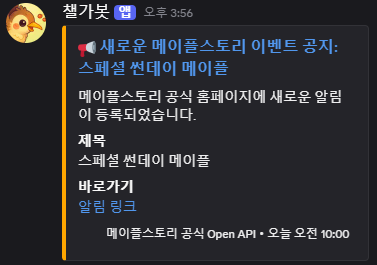 챌가봇 앱 오후 3:56
📢 새로운 메이플스토리 이벤트 공지:
스페셜 썬데이 메이플
메이플스토리 공식 홈페이지에 새로운 알림
이 등록되었습니다.
제목
스페셜 썬데이 메이플
바로가기
알림 링크
메이플스토리 공식 Open API • 오늘 오전 10:00